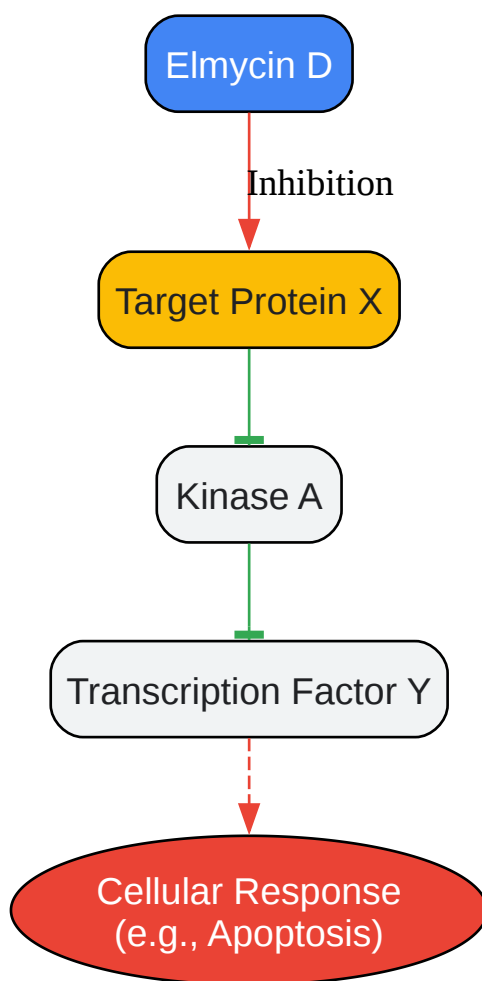 Elmycin D
Inhibition
Target Protein X
Kinase A
Transcription Factor Y
Cellular Response
(e.g., Apoptosis)